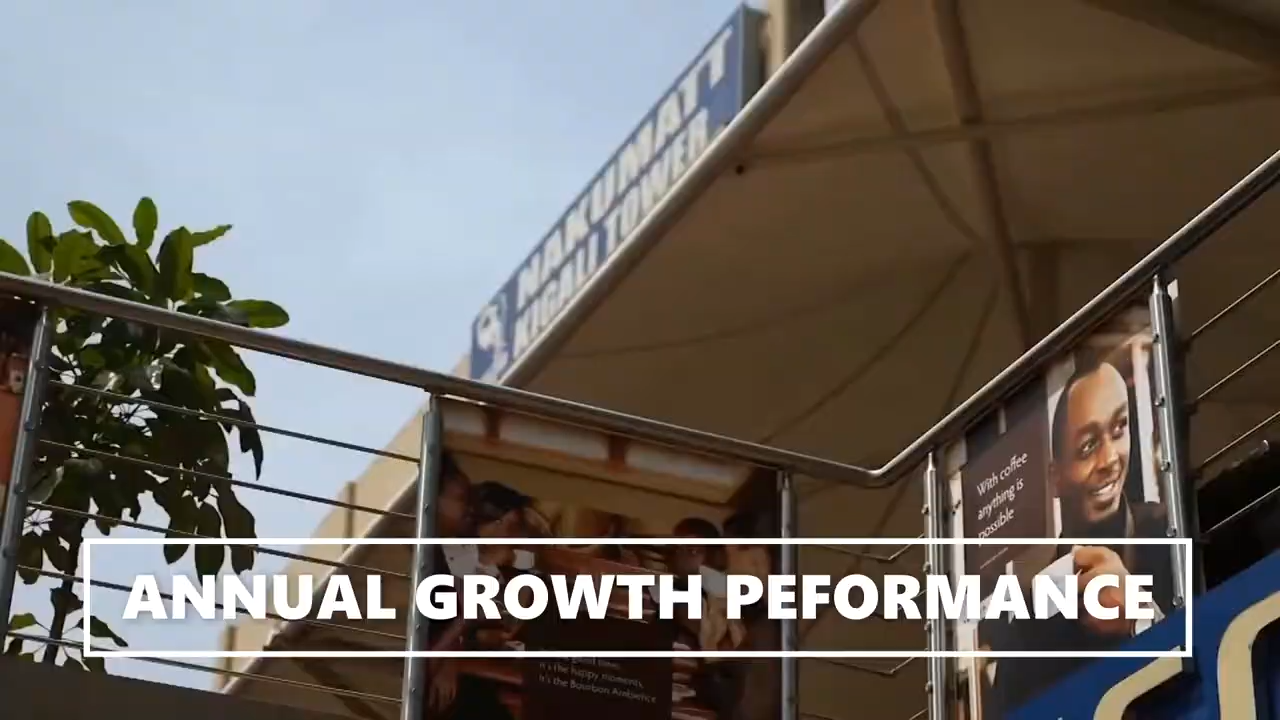 NAKUMATT
KIGALI TOWER
With coffee
anything is
possible
ANNUAL GROWTH PEFORMANCE
it's the happy moments,
it's the Bourbon Ambience